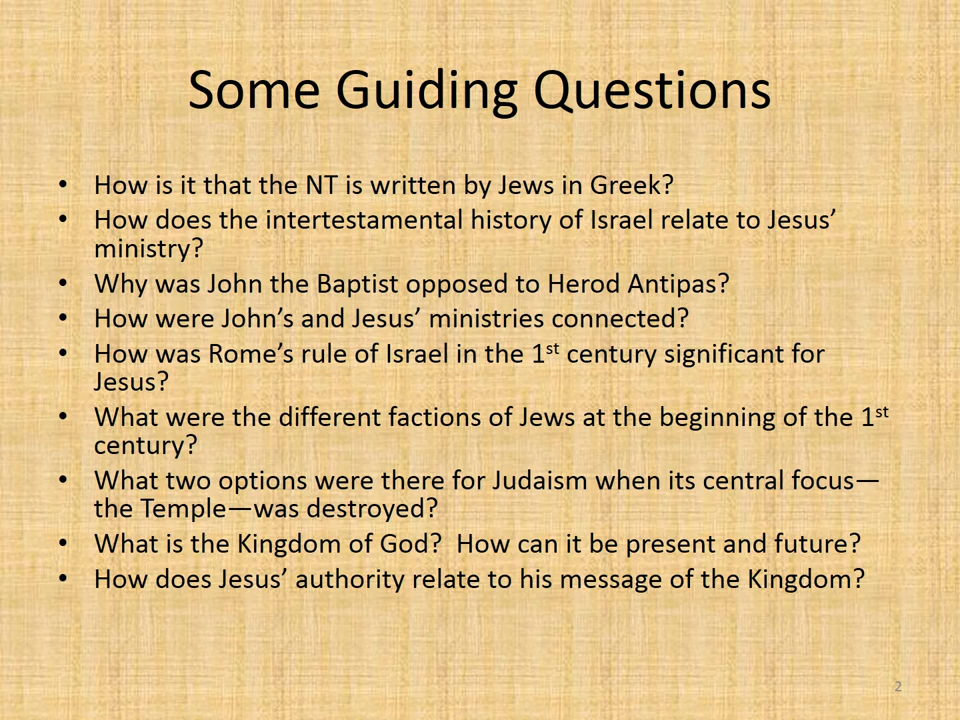 Some Guiding Questions
• How is it that the NT is written by Jews in Greek?
• How does the intertestamental history of Israel relate to Jesus’
ministry?
• Why was John the Baptist opposed to Herod Antipas?
• How were John’s and Jesus’ ministries connected?
• How was Rome’s rule of Israel in the 1st century significant for
Jesus?
• What were the different factions of Jews at the beginning of the 1st
century?
• What two options were there for Judaism when its central focus—
the Temple—was destroyed?
• What is the Kingdom of God?  How can it be present and future?
• How does Jesus’ authority relate to his message of the Kingdom?
2